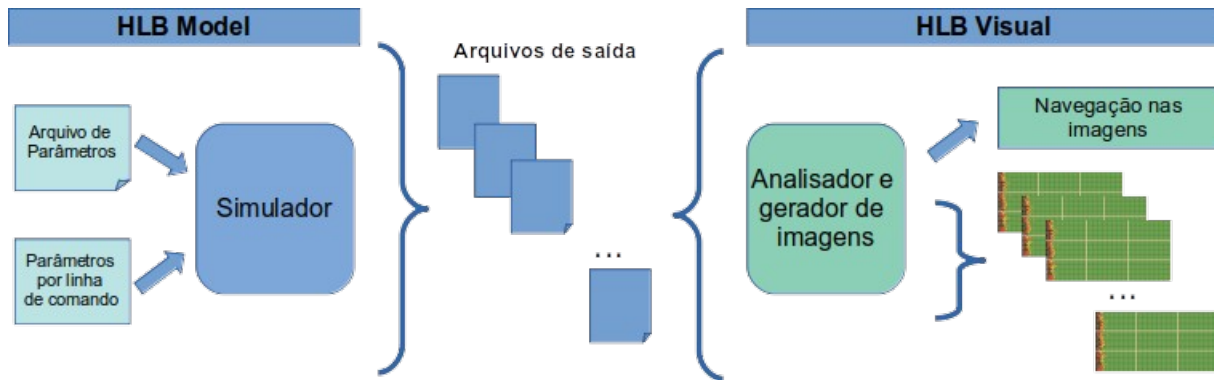 HLB Model
Arquivo de
Parâmetros
Parâmetros
por linha
de comando
Simulador
Arquivos de saída
...
HLB Visual
Analisador e
gerador de
imagens
Navegação nas
imagens
...